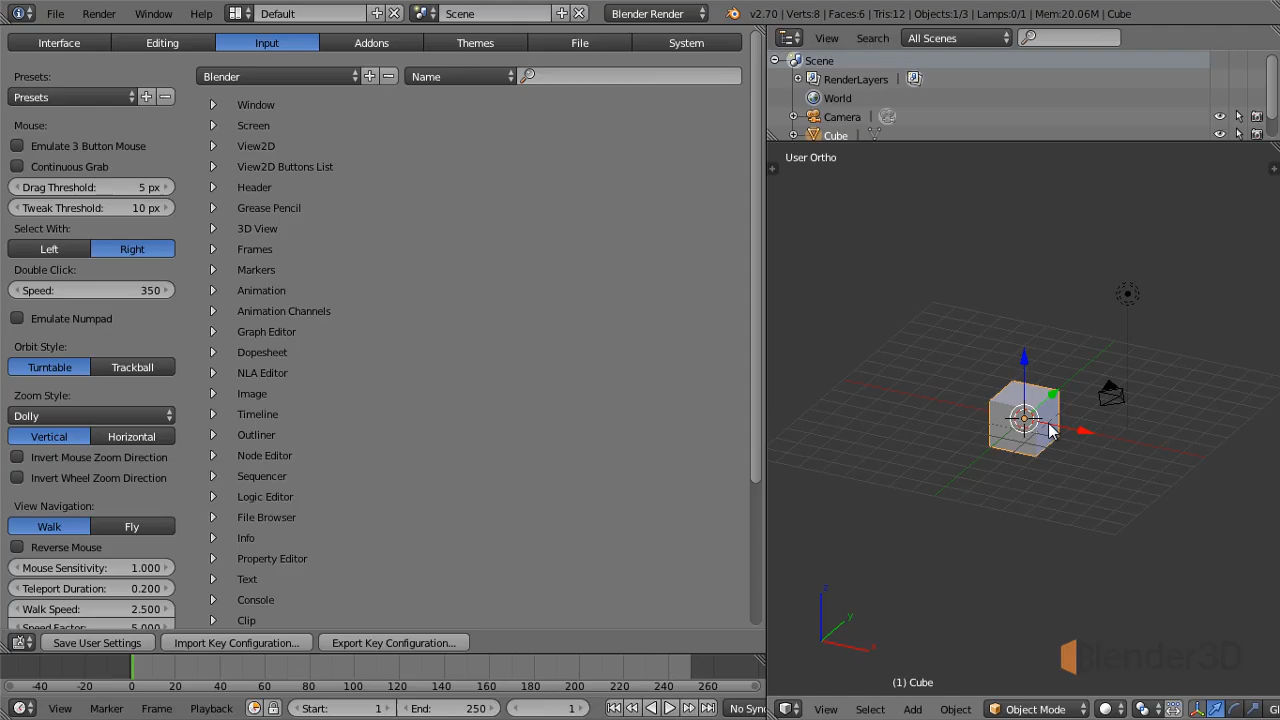 File Render Window Help Default Scene Blender Render v2.70 | Verts:8 | Faces:6 | Tris:12 | Objects:1/3 | Lamps:0/1 | Mem:20.06M | Cube
Interface Editing Input Addons Themes File System
View Search All Scenes
Presets:
Presets
Blender
Name
Mouse:
Emulate 3 Button Mouse
Continuous Grab
Drag Threshold: 5 px
Tweak Threshold: 10 px
Select With:
Left Right
Double Click:
Speed: 350
Emulate Numpad
Orbit Style:
Turntable Trackball
Zoom Style:
Dolly
Vertical Horizontal
Invert Mouse Zoom Direction
Invert Wheel Zoom Direction
View Navigation:
Walk Fly
Reverse Mouse
Mouse Sensitivity: 1.000
Teleport Duration: 0.200
Walk Speed: 2.500
Speed Factor: 5.000
Window
Screen
View2D
View2D Buttons List
Header
Grease Pencil
3D View
Frames
Markers
Animation
Animation Channels
Graph Editor
Dopesheet
NLA Editor
Image
Timeline
Outliner
Node Editor
Sequencer
Logic Editor
File Browser
Info
Property Editor
Text
Console
Clip
Save User Settings Import Key Configuration... Export Key Configuration...
Scene
RenderLayers |
World
Camera |
Cube |
User Ortho
z
y
x
Blender3D
(1) Cube
-40 -20 0 20 40 60 80 100 120 140 160 180 200 220 240 260
View Marker Frame Playback Start: 1 End: 250 1 No Sync
View Select Add Object Object Mode Gl